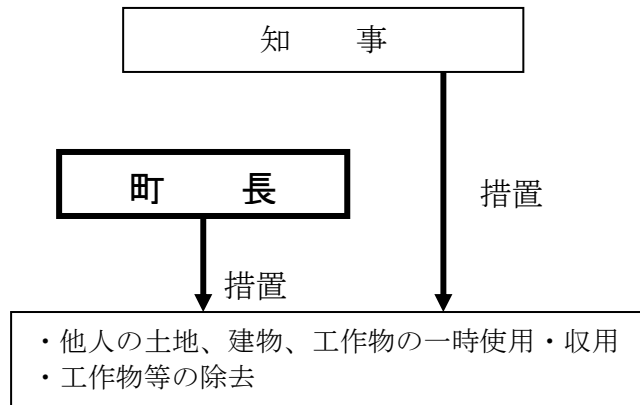 知 事
町 長
措置
措置
・他人の土地、建物、工作物の一時使用・収用
・工作物等の除去